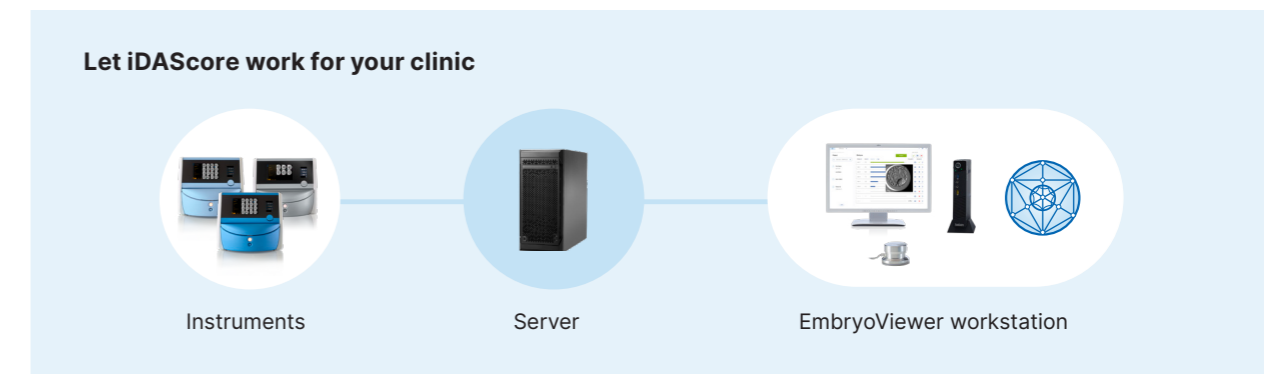 Let iDAScore work for your clinic
Instruments
Server
EmbryoViewer workstation